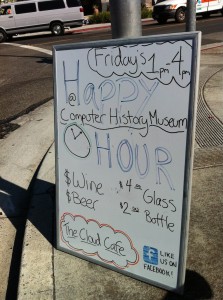 Friday's 1pm-4pm
Happy
@
Computer History Museum
HOUR
$Wine $4= Glass
$Beer $2= Bottle
The Cloud Cafe
f LIKE
US ON
FACEBOOK!